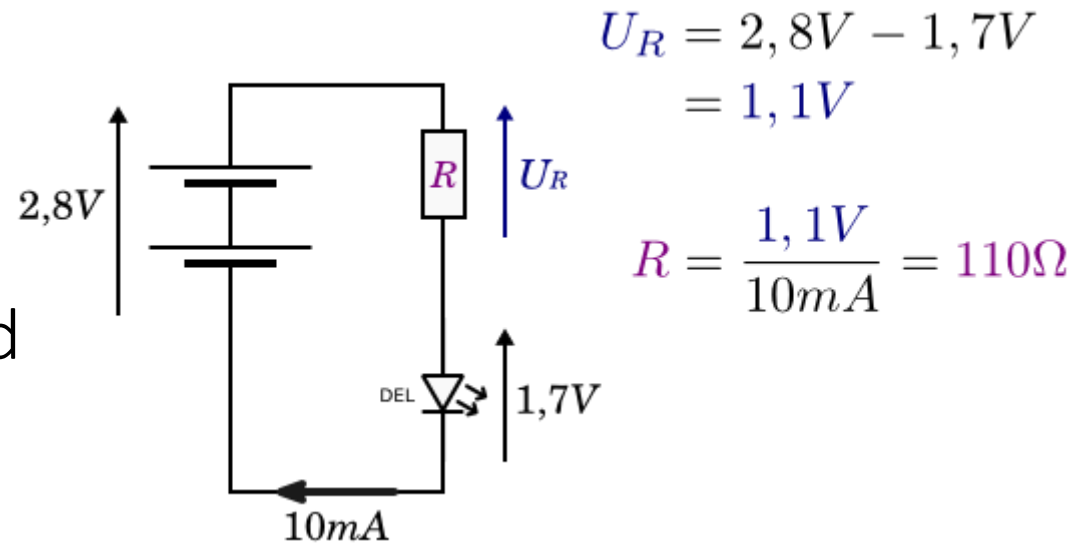 U_R = 2,8V − 1,7V
= 1,1V
2,8V
R
U_R
R = 1,1V / 10mA = 110Ω
d
DEL
1,7V
10mA